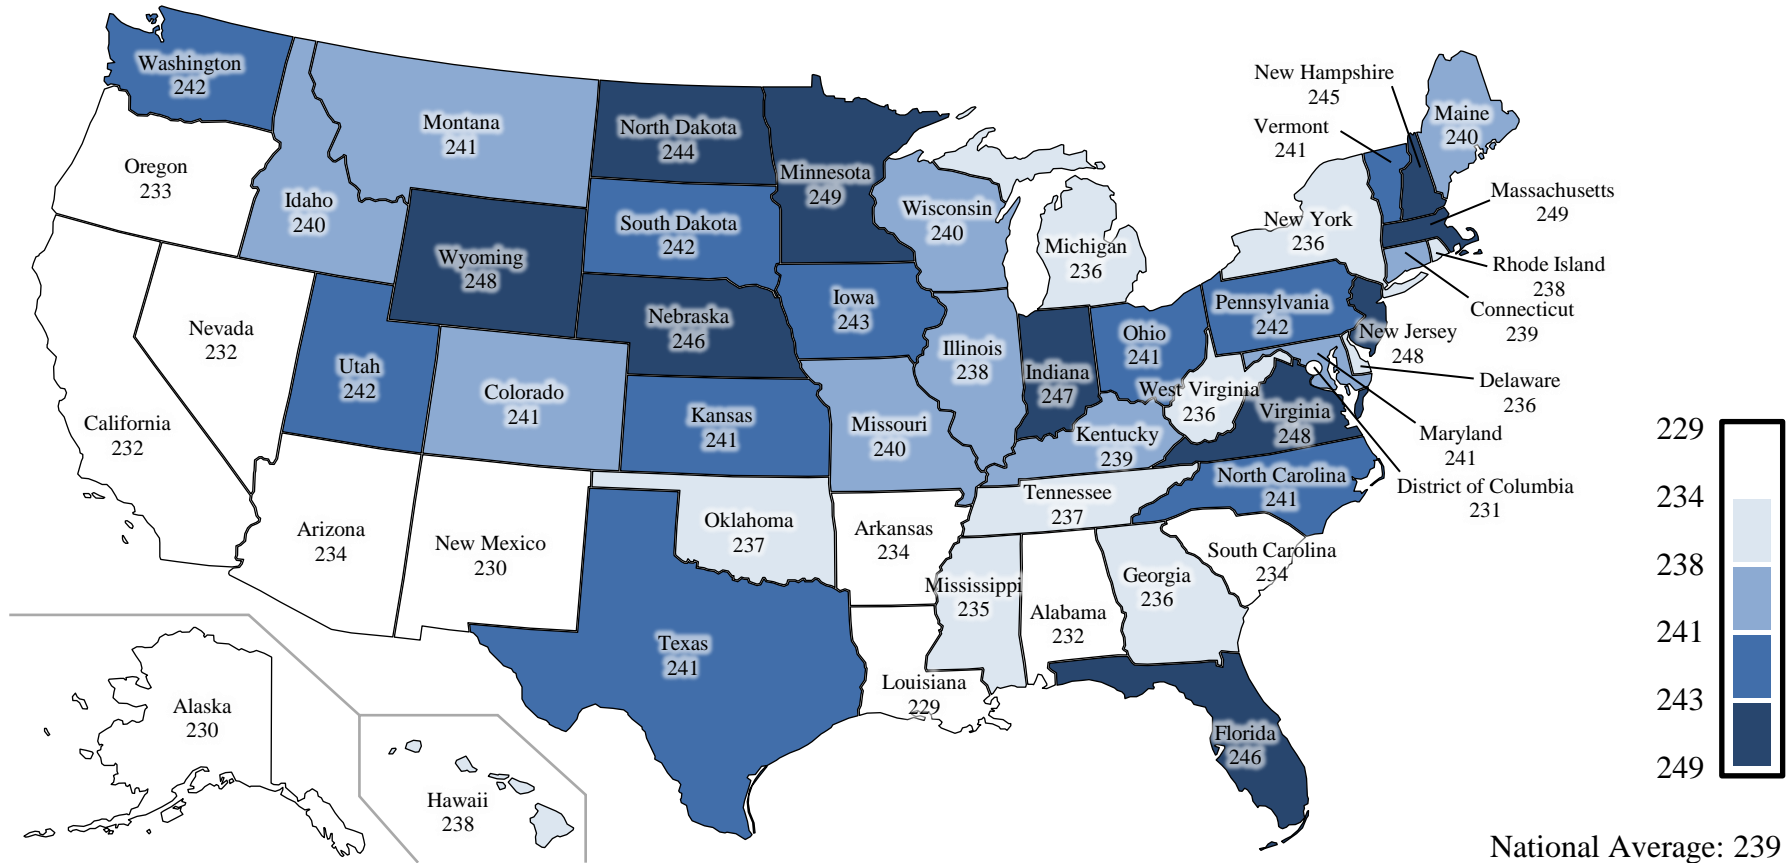 Washington
242
Oregon
233
California
232
Nevada
232
Idaho
240
Montana
241
Wyoming
248
Utah
242
Colorado
241
Arizona
234
New Mexico
230
North Dakota
244
South Dakota
242
Nebraska
246
Kansas
241
Oklahoma
237
Texas
241
Minnesota
249
Iowa
243
Missouri
240
Arkansas
234
Louisiana
229
Wisconsin
240
Illinois
238
Michigan
236
Indiana
247
Ohio
241
Kentucky
239
Tennessee
237
Mississippi
235
Alabama
232
Georgia
236
Florida
246
South Carolina
234
North Carolina
241
Virginia
248
West Virginia
236
Pennsylvania
242
New York
236
New Hampshire
245
Vermont
241
Maine
240
Massachusetts
249
Rhode Island
238
Connecticut
239
New Jersey
248
Delaware
236
Maryland
241
District of Columbia
231
Alaska
230
Hawaii
238
229
234
238
241
243
249
National Average: 239